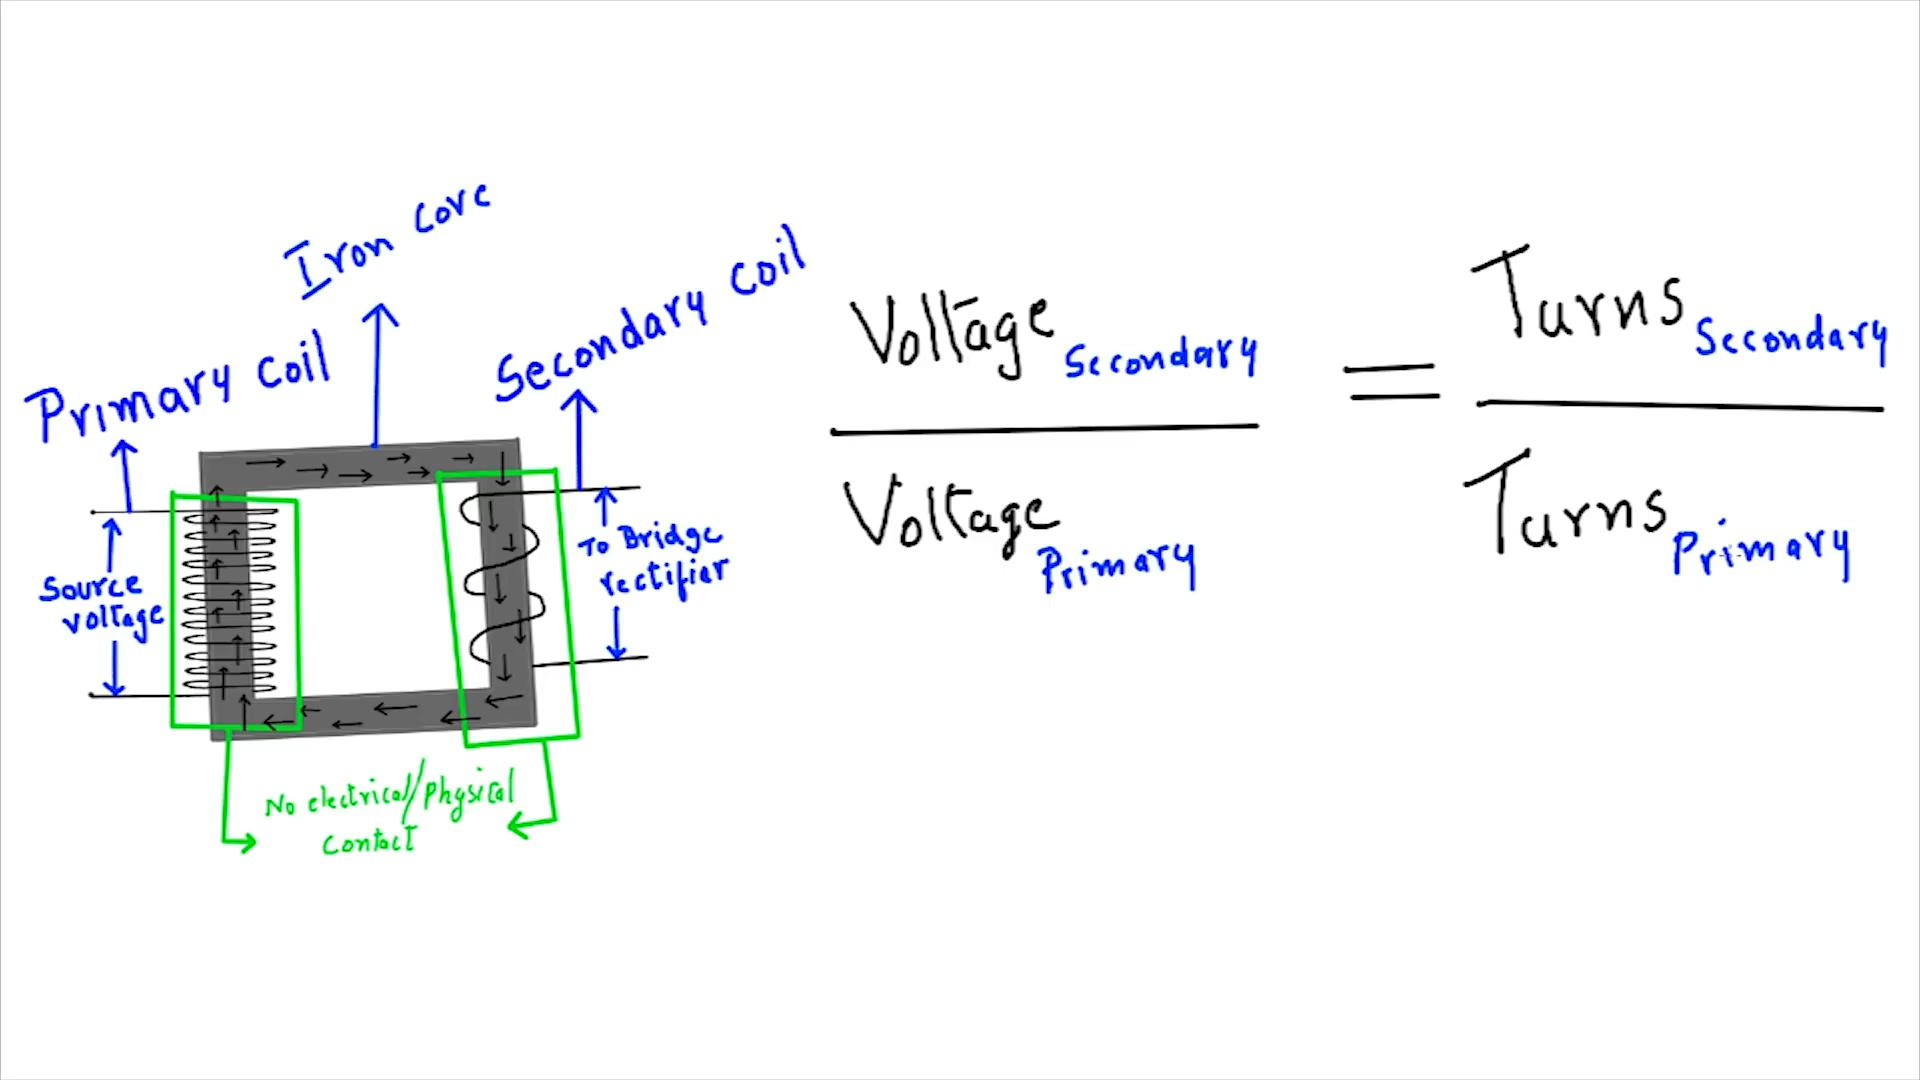 Iron Core
Primary Coil
Secondary Coil
Source
Voltage
To Bridge
rectifier
No electrical/Physical
Contact
Voltage Secondary
Voltage Primary
=
Turns Secondary
Turns Primary